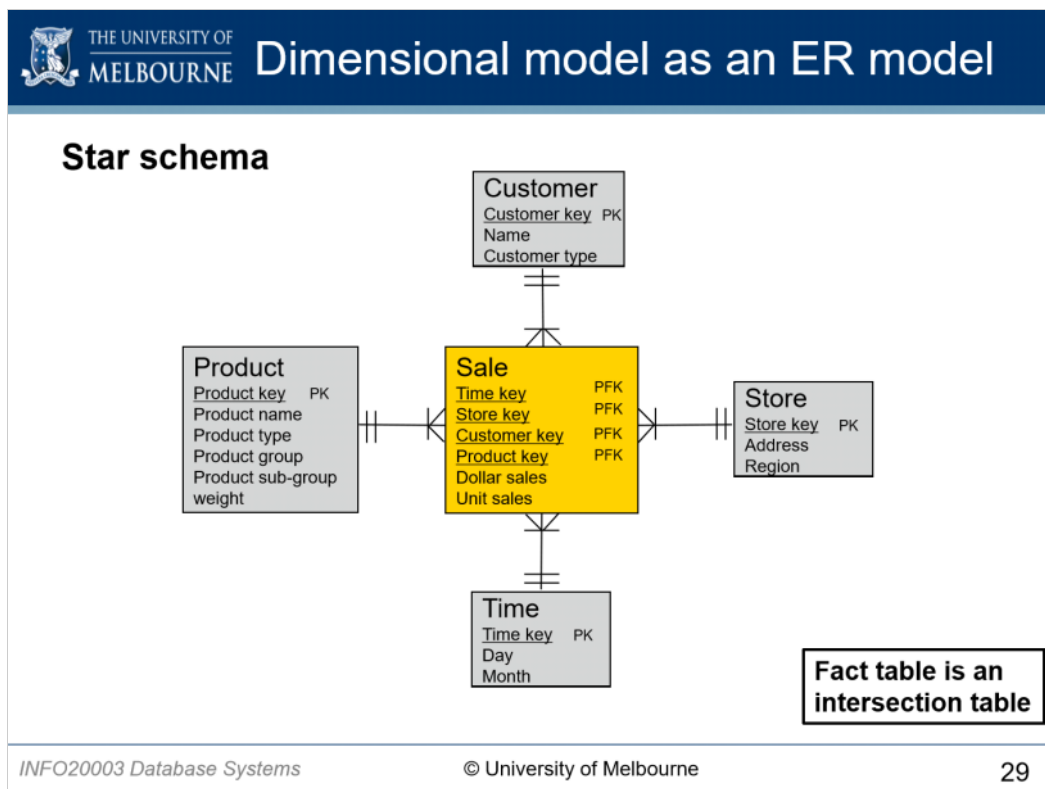 THE UNIVERSITY OF
MELBOURNE
Dimensional model as an ER model
Star schema
Customer
Customer key PK
Name
Customer type
Product
Product key PK
Product name
Product type
Product group
Product sub-group
weight
Sale
Time key PFK
Store key PFK
Customer key PFK
Product key PFK
Dollar sales
Unit sales
Store
Store key PK
Address
Region
Time
Time key PK
Day
Month
Fact table is an
intersection table
INFO20003 Database Systems
© University of Melbourne
29